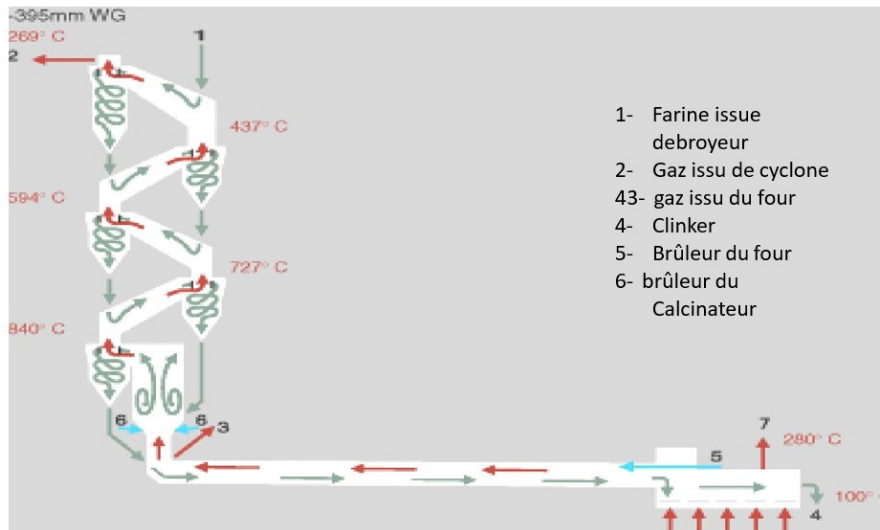 -395mm WG
269° C
2
1
437° C
594° C
727° C
840° C
1- Farine issue
debroyeur
2- Gaz issu de cyclone
43- gaz issu du four
4- Clinker
5- Brûleur du four
6- brûleur du
Calcinateur
6
6
3
5
7
280° C
100°
4